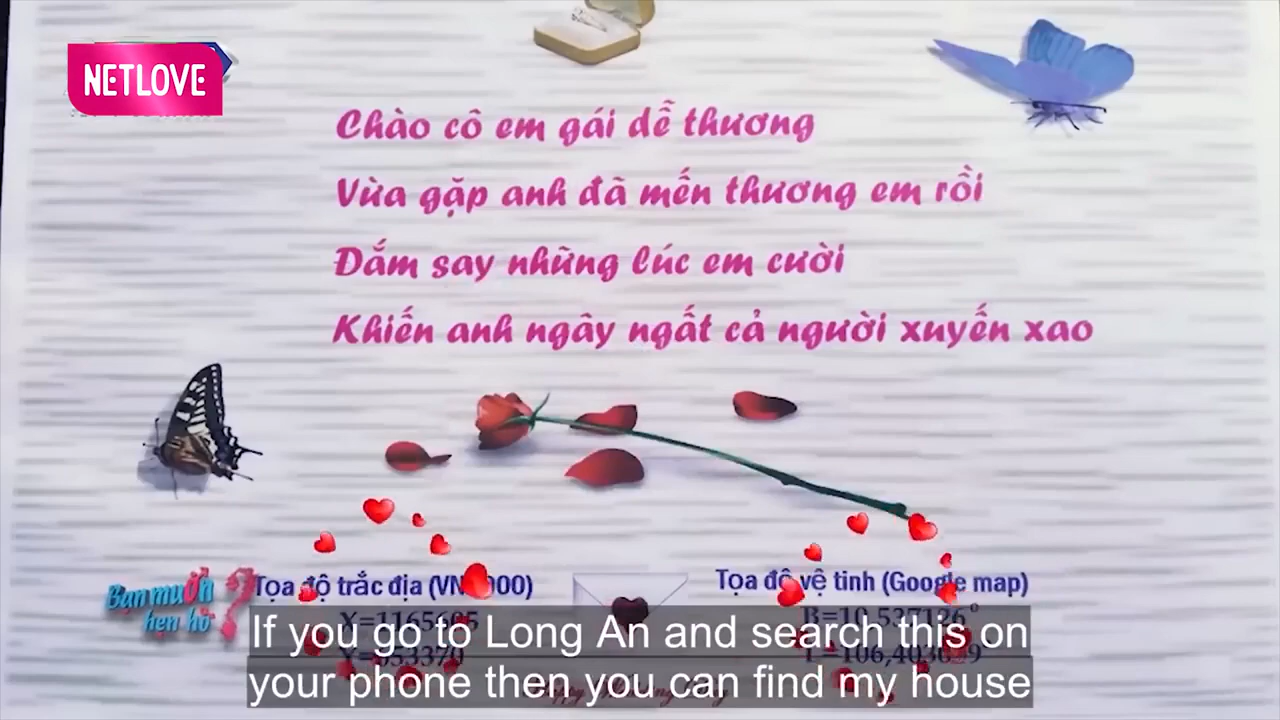 NETLOVE
Chào cô em gái dễ thương
Vừa gặp anh đã mến thương em rồi
Đắm say những lúc em cười
Khiến anh ngây ngất cả người xuyến xao
Bạn muốn
hẹn hò
?
Tọa độ trắc địa
Tọa độ vệ tinh (Google map)
If you go to Long An and search this on
your phone then you can find my house